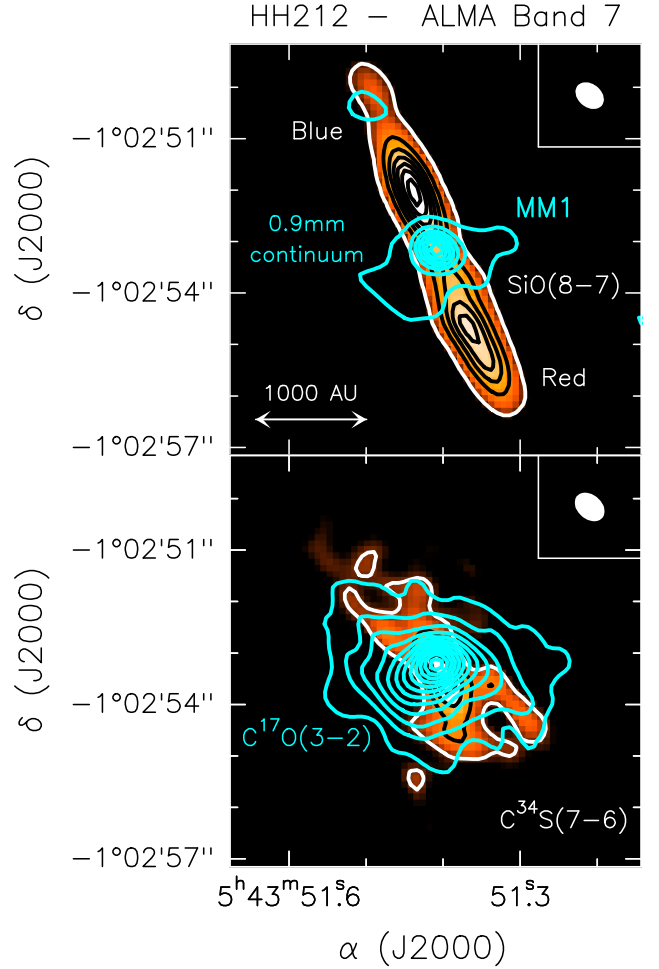 HH212 − ALMA Band 7
−1°02'51''
Blue
MM1
0.9mm
continuum
δ (J2000)
−1°02'54''
SiO(8−7)
Red
1000 AU
−1°02'57''
−1°02'51''
δ (J2000)
−1°02'54''
C¹⁷O(3−2)
C³⁴S(7−6)
−1°02'57''
5ʰ43ᵐ51.ˢ6
51.ˢ3
α (J2000)